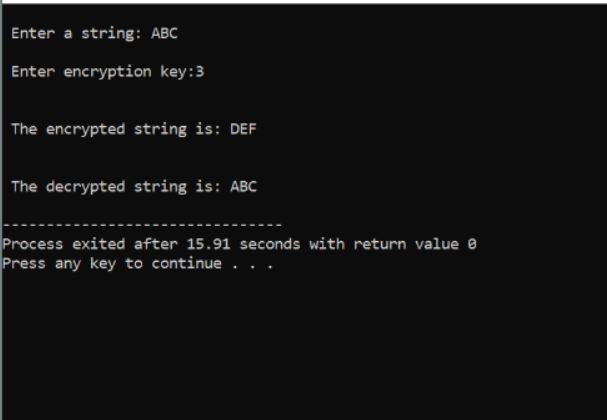 Enter a string: ABC
Enter encryption key:3
The encrypted string is: DEF
The decrypted string is: ABC
--------------------------------
Process exited after 15.91 seconds with return value 0
Press any key to continue . . .